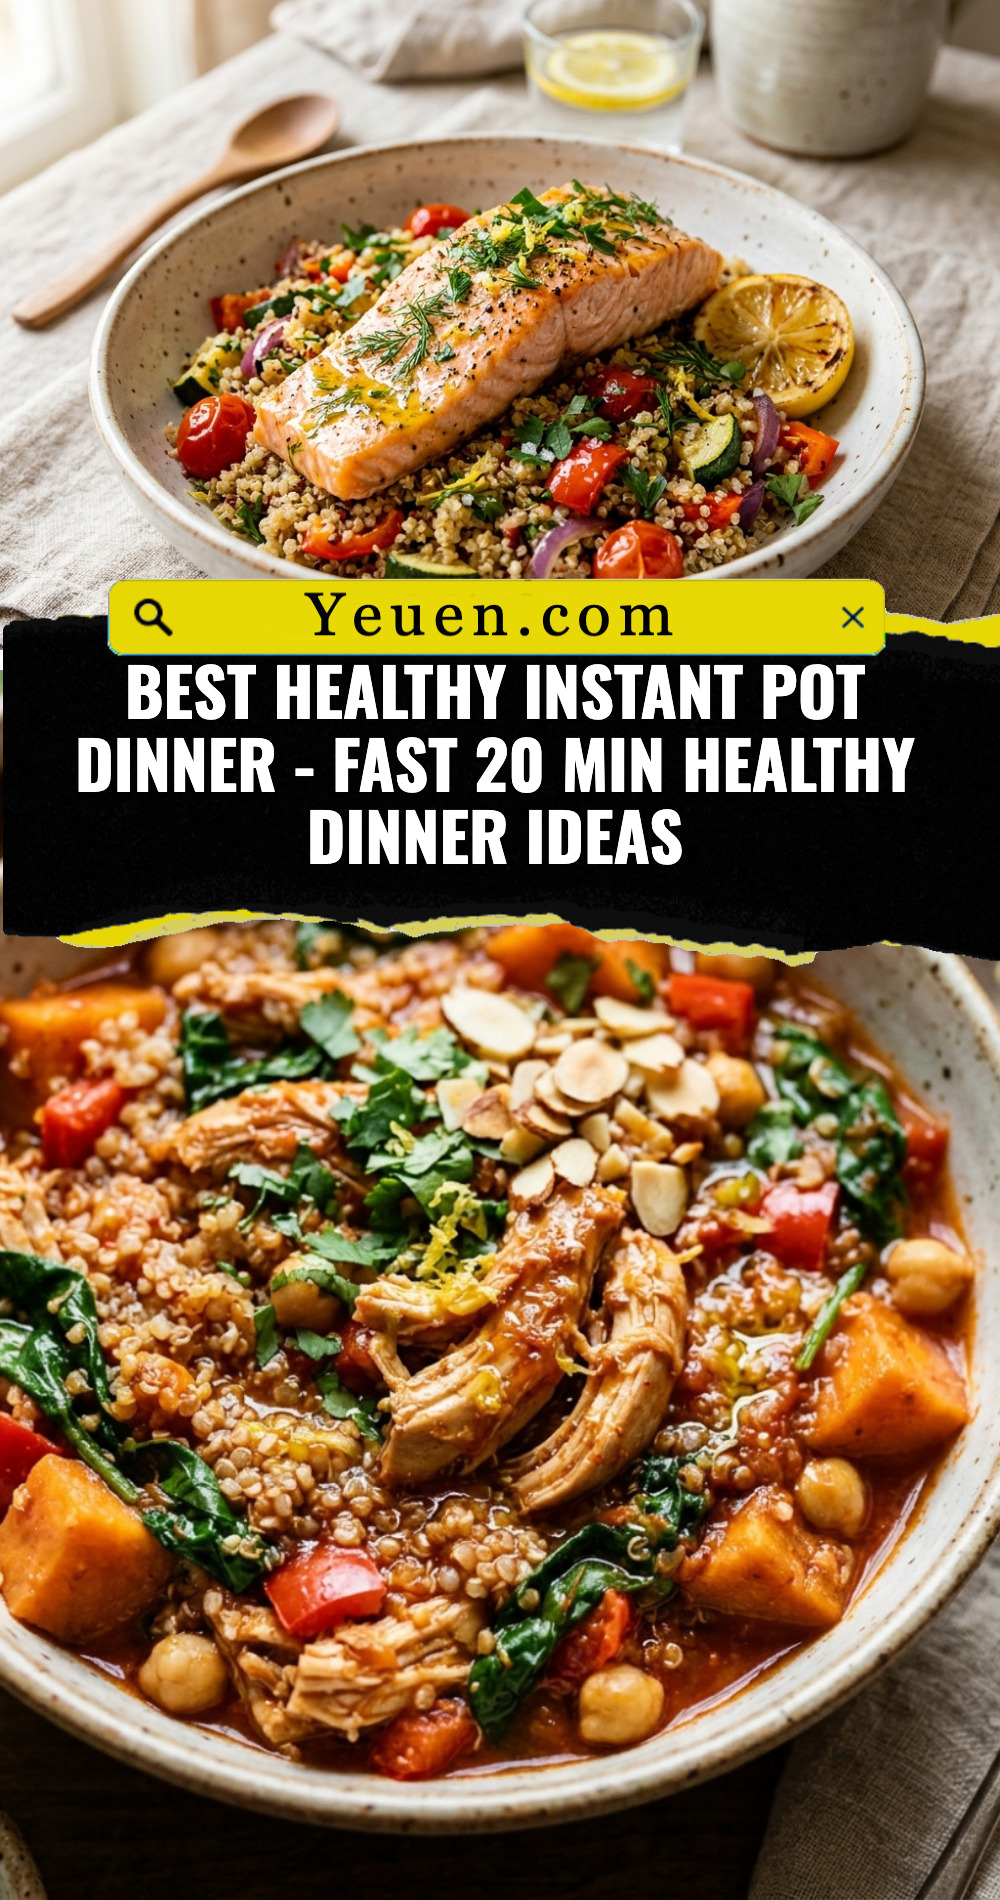 Yeuen.com
BEST HEALTHY INSTANT POT
DINNER - FAST 20 MIN HEALTHY
DINNER IDEAS